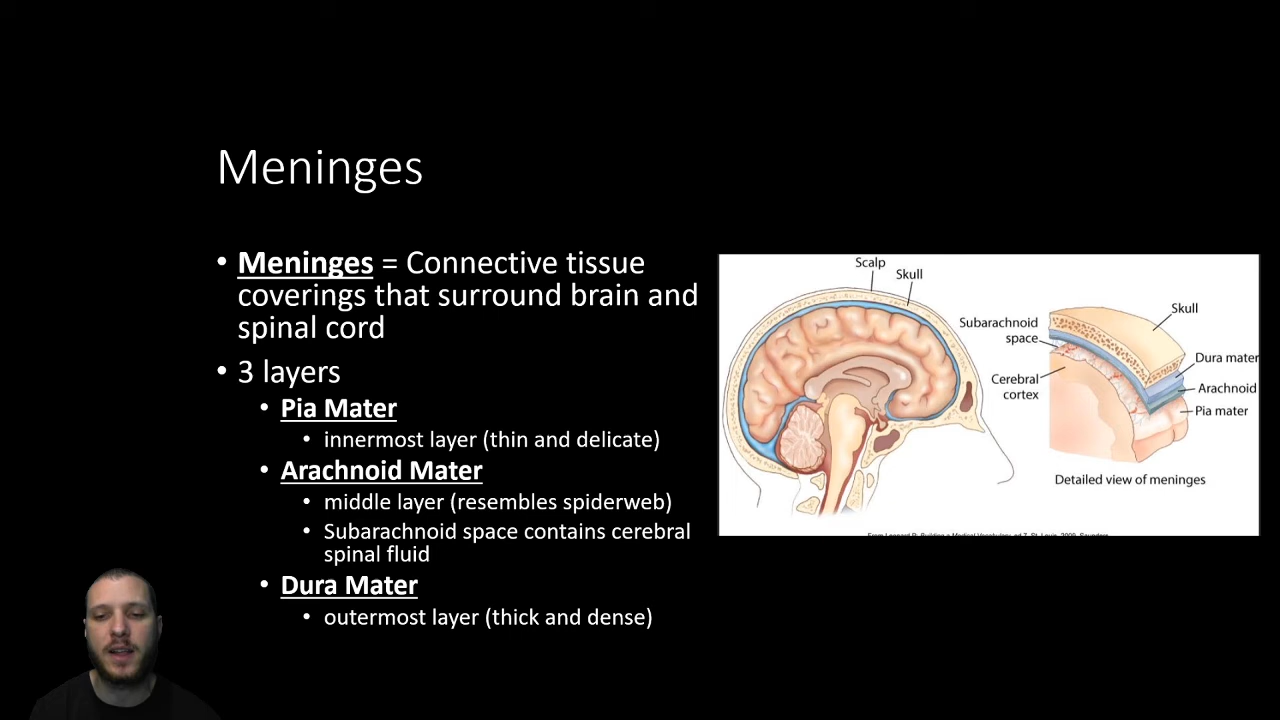 Meninges
• Meninges = Connective tissue
coverings that surround brain and
spinal cord
• 3 layers
• Pia Mater
• innermost layer (thin and delicate)
• Arachnoid Mater
• middle layer (resembles spiderweb)
• Subarachnoid space contains cerebral
spinal fluid
• Dura Mater
• outermost layer (thick and dense)
Scalp
Skull
Subarachnoid
space
Cerebral
cortex
Skull
Dura mater
Arachnoid
Pia mater
Detailed view of meninges